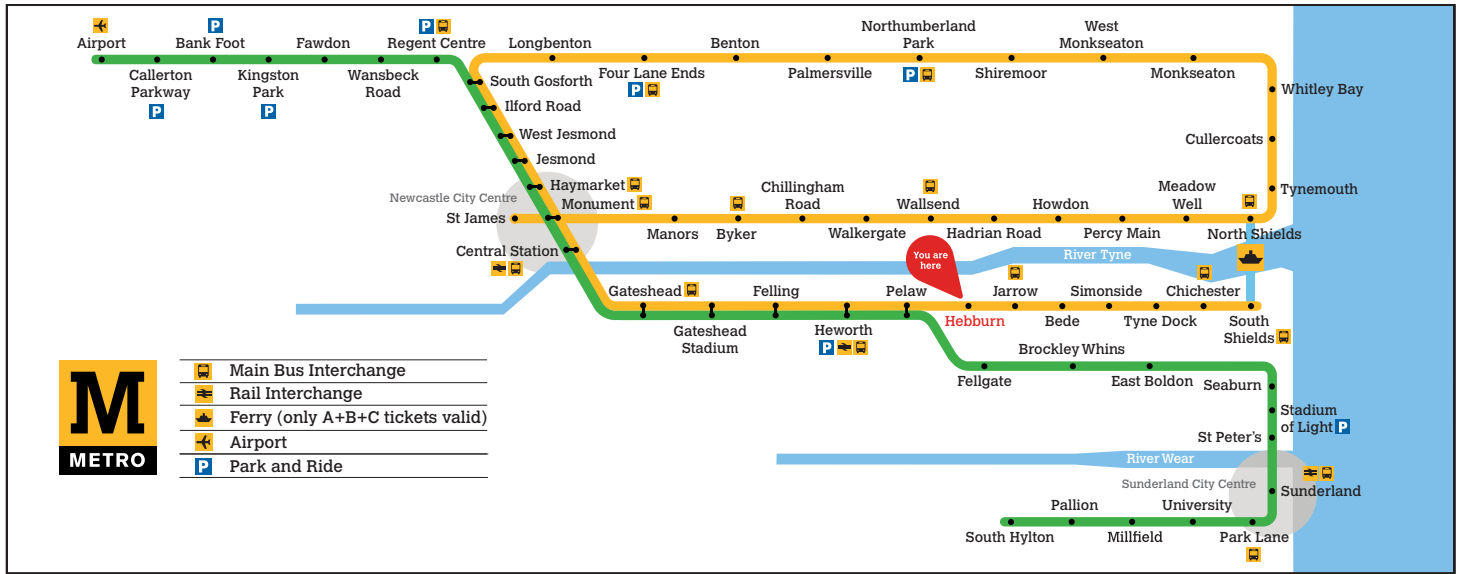 Airport
Bank Foot
Fawdon
P
Regent Centre
Callerton
Parkway
P
Kingston
Park
P
Wansbeck
Road
Longbenton
Four Lane Ends
P
Benton
Palmersville
Northumberland
Park
P
Shiremoor
West
Monkseaton
Monkseaton
Whitley Bay
Cullercoats
Tynemouth
South Gosforth
Ilford Road
West Jesmond
Jesmond
Newcastle City Centre
Haymarket
Monument
St James
Central Station
P
Manors
Byker
Chillingham
Road
Walkergate
Wallsend
Hadrian Road
Howdon
Percy Main
Meadow
Well
North Shields
River Tyne
You are
here
Gateshead
Gateshead
Stadium
Felling
Heworth
P
Pelaw
Hebburn
Jarrow
Bede
Simonside
Tyne Dock
Chichester
South
Shields
Brockley Whins
Fellgate
East Boldon
Seaburn
Stadium
of Light P
St Peter's
River Wear
Sunderland City Centre
Sunderland
Park Lane
University
Millfield
Pallion
South Hylton
M
METRO
Main Bus Interchange
Rail Interchange
Ferry (only A+B+C tickets valid)
Airport
P Park and Ride